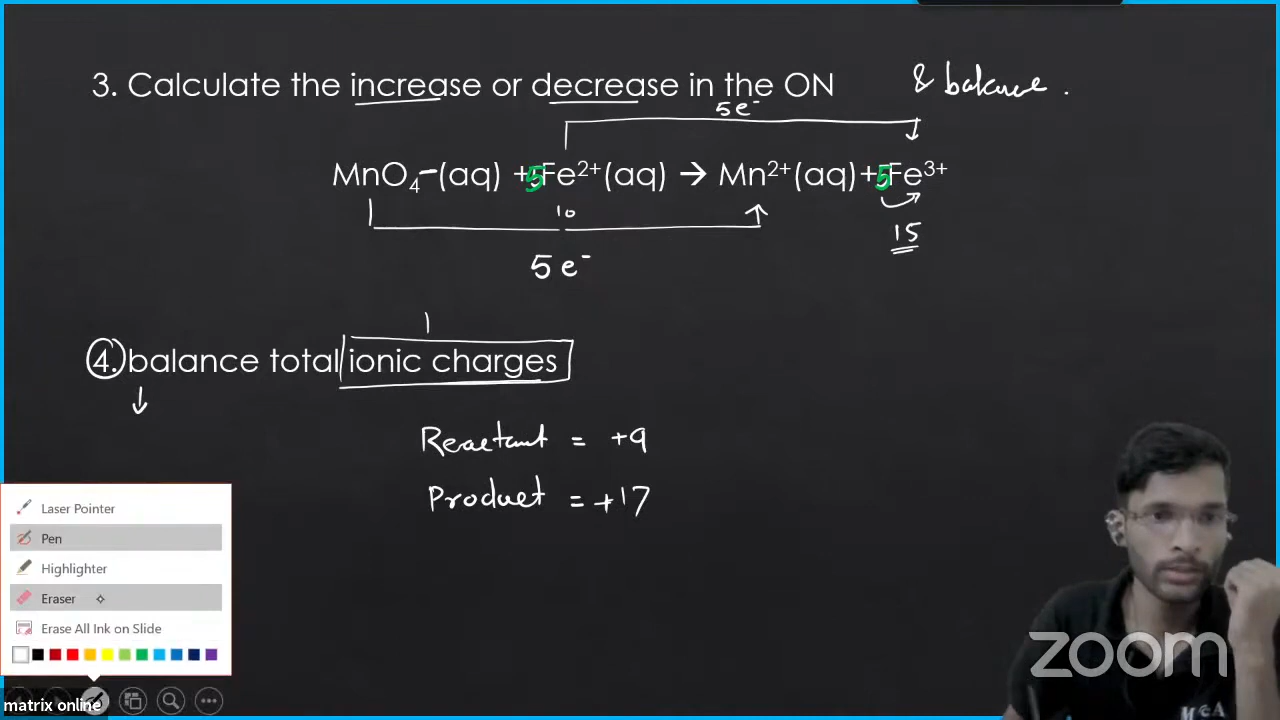 3. Calculate the increase or decrease in the ON & balance .
5e⁻
MnO₄⁻(aq) + 5Fe²⁺(aq) → Mn²⁺(aq)+ 5Fe³⁺
10
15
5e⁻
1
4. balance total ionic charges
Reactant = +9
Product = +17
Laser Pointer
Pen
Highlighter
Eraser
Erase All Ink on Slide
matrix online
zoom